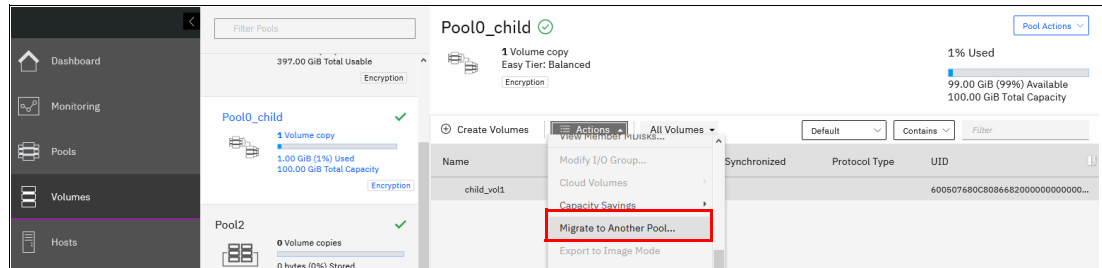 Dashboard
Monitoring
Pools
Volumes
Hosts
Filter Pools
397.00 GiB Total Usable
Encryption
Pool0_child
1 Volume copy
1.00 GiB (1%) Used
100.00 GiB Total Capacity
Encryption
Pool2
0 Volume copies
0 bytes (0%) Stored
Pool0_child
Pool Actions
1 Volume copy
Easy Tier: Balanced
Encryption
1% Used
99.00 GiB (99%) Available
100.00 GiB Total Capacity
Create Volumes
Actions
All Volumes
Default
Contains
Filter
Name
Synchronized
Protocol Type
UID
child_vol1
600507680C8086682000000000000...
View Member MDisks...
Modify I/O Group...
Cloud Volumes
Capacity Savings
Migrate to Another Pool...
Export to Image Mode